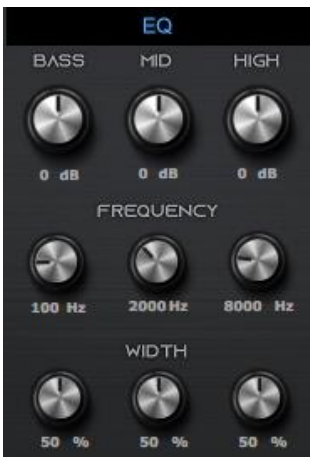 EQ
BASS MID HIGH
0 dB 0 dB 0 dB
FREQUENCY
100 Hz 2000 Hz 8000 Hz
WIDTH
50 % 50 % 50 %